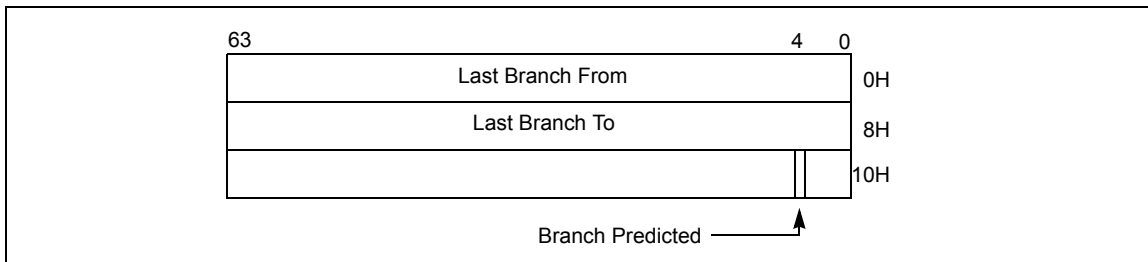 63 4 0
Last Branch From 0H
Last Branch To 8H
10H
Branch Predicted